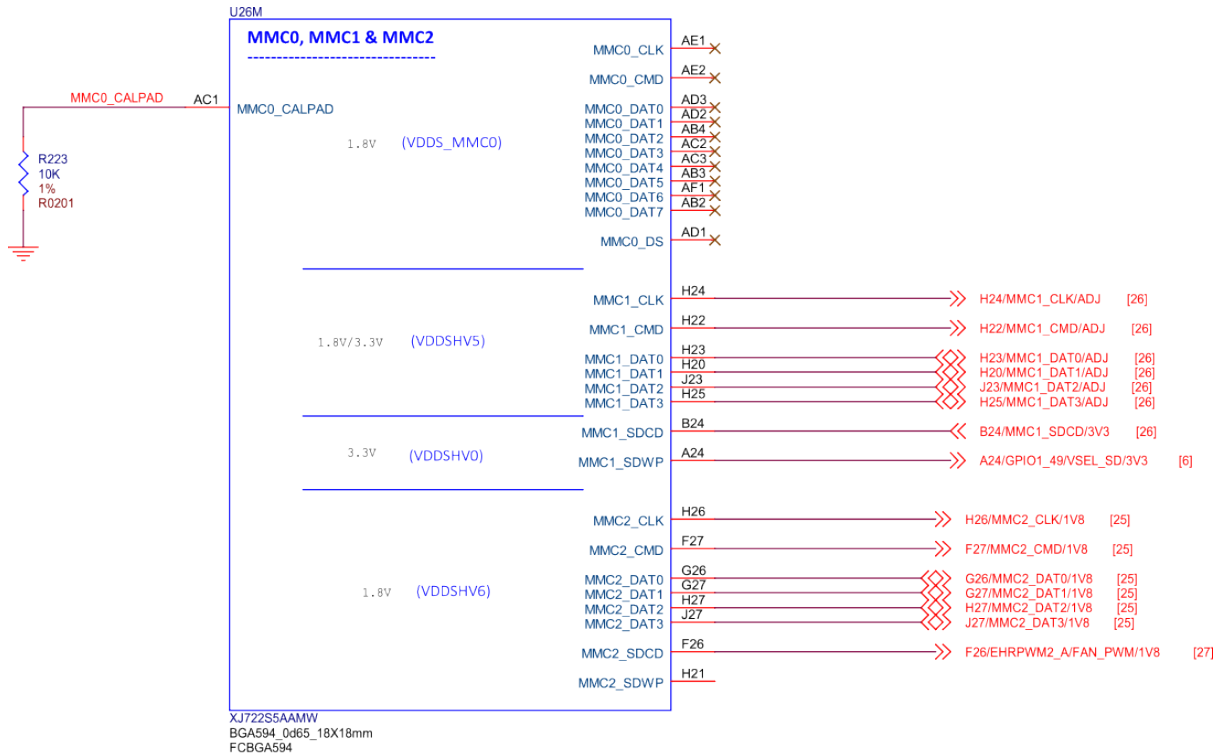 U26M
MMC0, MMC1 & MMC2
-------------------------------
MMC0_CALPAD AC1 MMC0_CALPAD
R223
10K
1%
R0201
1.8V (VDDS_MMC0)
MMC0_CLK AE1
MMC0_CMD AE2
MMC0_DAT0 AD3
MMC0_DAT1 AD2
MMC0_DAT2 AB4
MMC0_DAT3 AC2
MMC0_DAT4 AC3
MMC0_DAT5 AB3
MMC0_DAT6 AF1
MMC0_DAT7 AB2
MMC0_DS AD1
1.8V/3.3V (VDDSHV5)
MMC1_CLK H24 H24/MMC1_CLK/ADJ [26]
MMC1_CMD H22 H22/MMC1_CMD/ADJ [26]
MMC1_DAT0 H23 H23/MMC1_DAT0/ADJ [26]
MMC1_DAT1 H20 H20/MMC1_DAT1/ADJ [26]
MMC1_DAT2 J23 J23/MMC1_DAT2/ADJ [26]
MMC1_DAT3 H25 H25/MMC1_DAT3/ADJ [26]
3.3V (VDDSHV0)
MMC1_SDCD B24 B24/MMC1_SDCD/3V3 [26]
MMC1_SDWP A24 A24/GPIO1_49/VSEL_SD/3V3 [6]
1.8V (VDDSHV6)
MMC2_CLK H26 H26/MMC2_CLK/1V8 [25]
MMC2_CMD F27 F27/MMC2_CMD/1V8 [25]
MMC2_DAT0 G26 G26/MMC2_DAT0/1V8 [25]
MMC2_DAT1 G27 G27/MMC2_DAT1/1V8 [25]
MMC2_DAT2 H27 H27/MMC2_DAT2/1V8 [25]
MMC2_DAT3 J27 J27/MMC2_DAT3/1V8 [25]
MMC2_SDCD F26 F26/EHRPWM2_A/FAN_PWM/1V8 [27]
MMC2_SDWP H21
XJ722S5AAMW
BGA594_0d65_18X18mm
FCBGA594